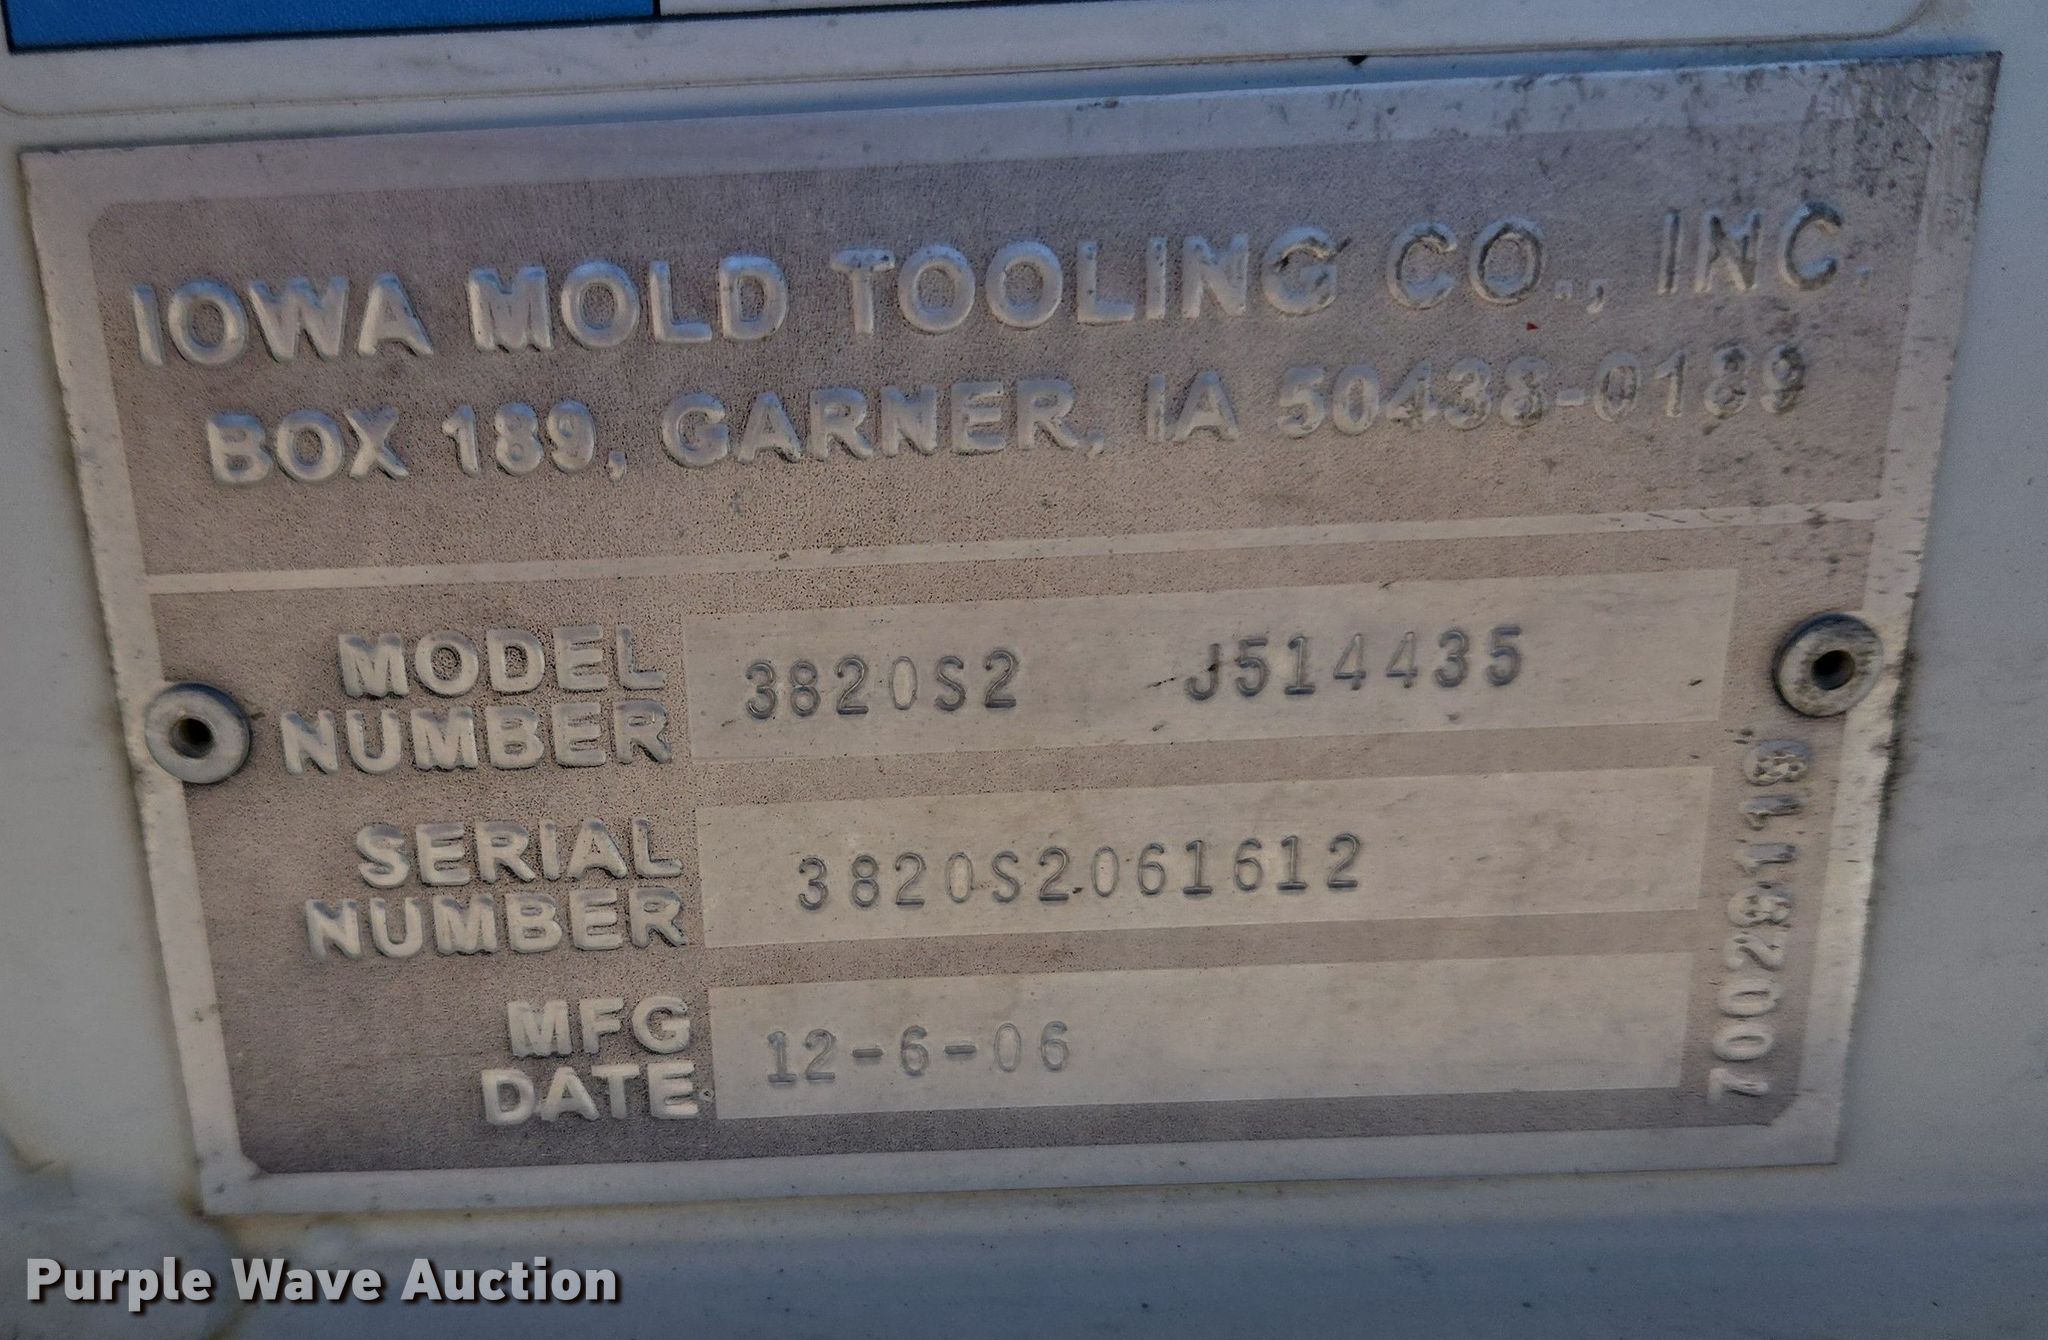 IOWA MOLD TOOLING CO., INC.
BOX 189, GARNER, IA 50438-0189
MODEL NUMBER 3820S2 J514435
SERIAL NUMBER 3820S2061612
MFG DATE 12-6-06
70029118
Purple Wave Auction